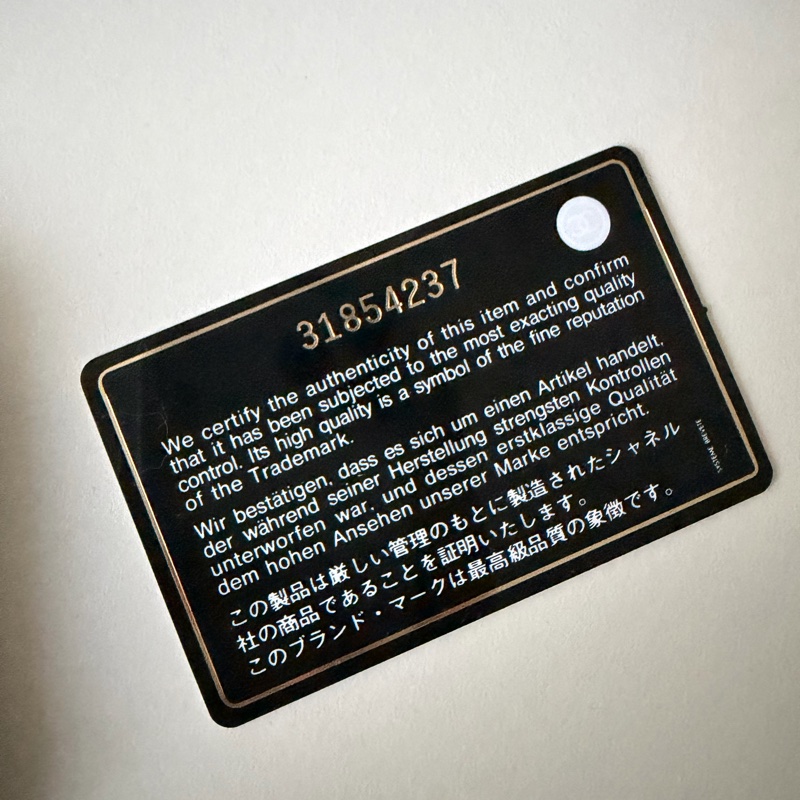 31854237
We certify the authenticity of this item and confirm
that it has been subjected to the most exacting quality
control. Its high quality is a symbol of the fine reputation
of the Trademark.
Wir bestätigen, dass es sich um einen Artikel handelt,
der während seiner Herstellung strengsten Kontrollen
unterworfen war, und dessen erstklassige Qualität
dem hohen Ansehen unserer Marke entspricht.
この製品は厳しい管理のもとに製造されたシャネル
社の商品であることを証明いたします。
このブランド・マークは最高級品質の象徴です。
SYSTEME BREVETE